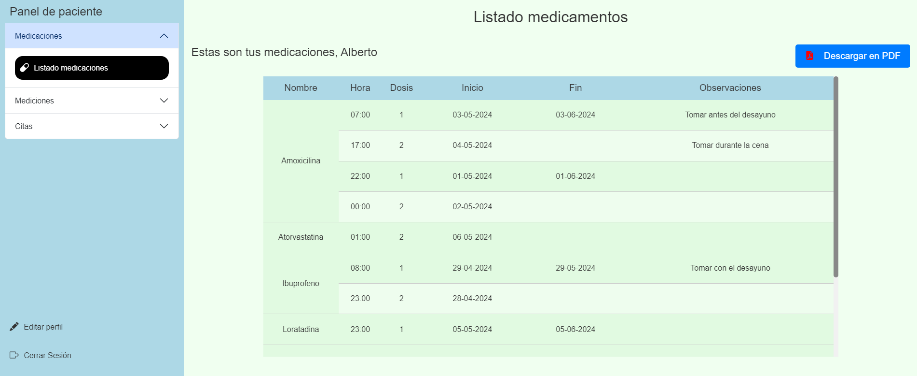 Panel de paciente
Medicaciones
Listado medicaciones
Mediciones
Citas
Editar perfil
Cerrar Sesión
Listado medicamentos
Estas son tus medicaciones, Alberto
Descargar en PDF
Nombre Hora Dosis Inicio Fin Observaciones
Amoxicilina
07:00 1 03-05-2024 03-06-2024 Tomar antes del desayuno
17:00 2 04-05-2024 Tomar durante la cena
22:00 1 01-05-2024 01-06-2024
00:00 2 02-05-2024
Atorvastatina 01:00 2 06-05-2024
Ibuprofeno
08:00 1 29-04-2024 29-05-2024 Tomar con el desayuno
23:00 2 28-04-2024
Loratadina 23:00 1 05-05-2024 05-06-2024